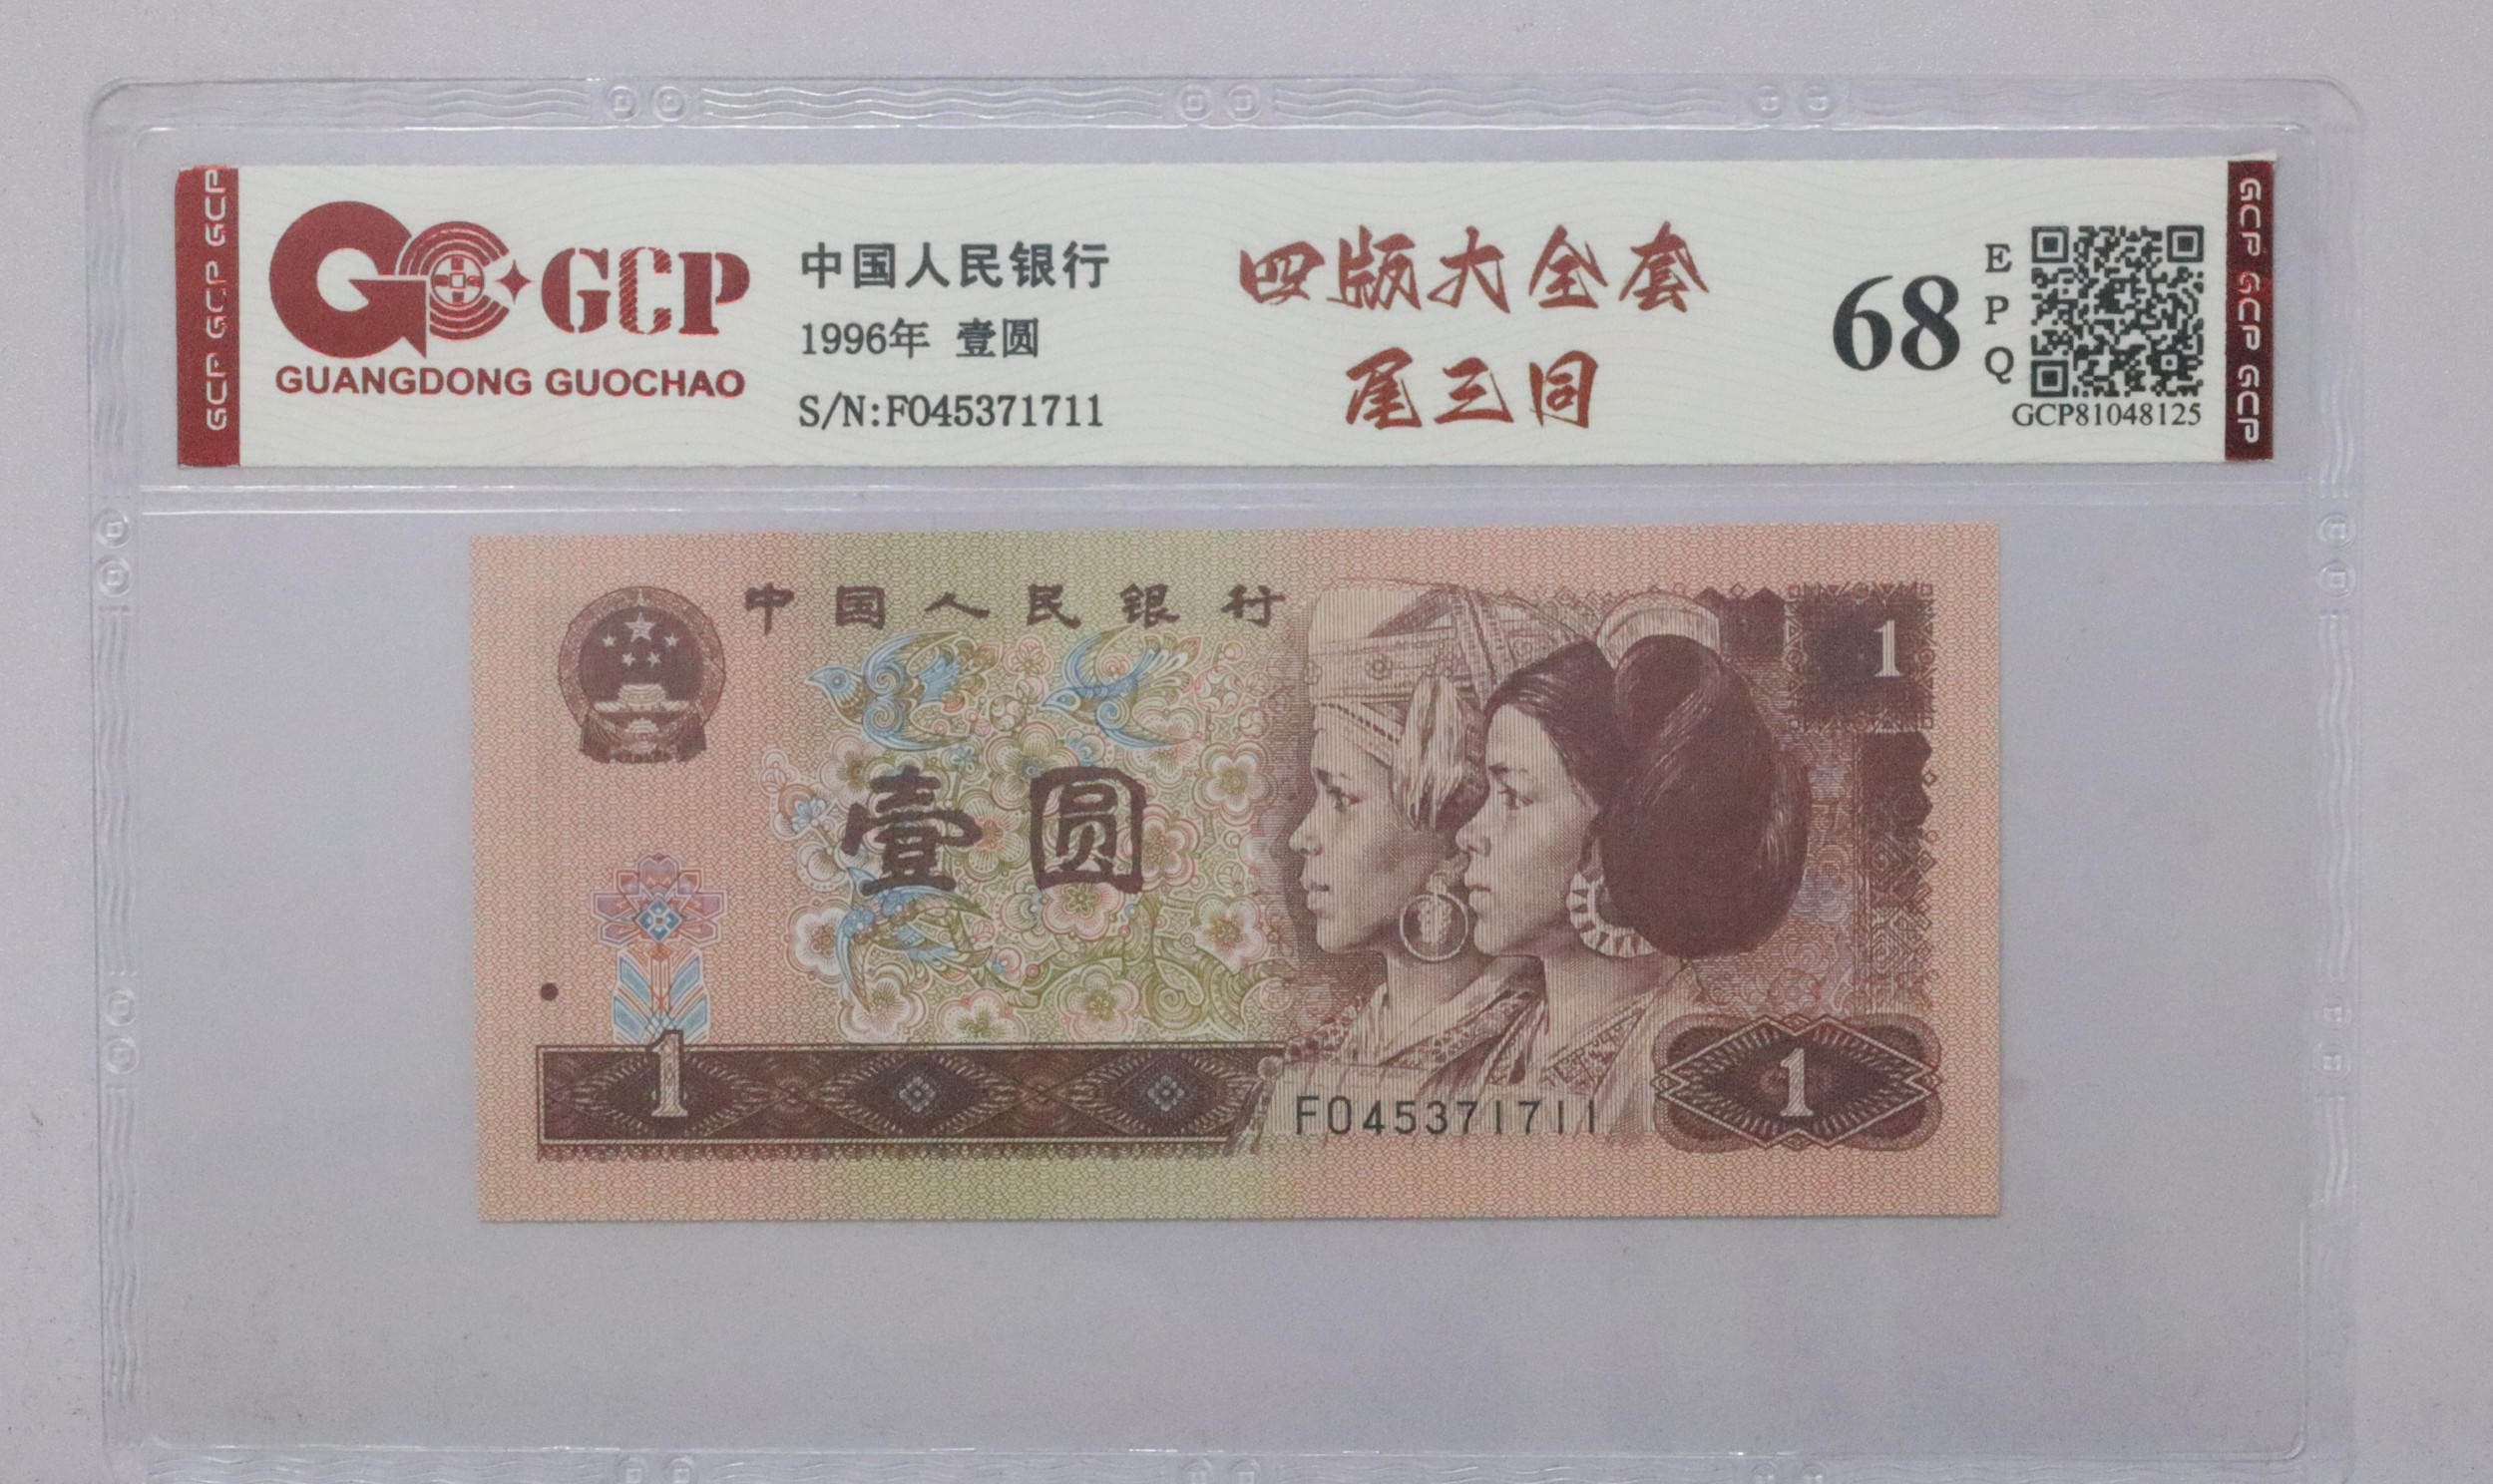 GCP GCP GCP
GCP
GUANGDONG GUOCHAO
中国人民银行
1996年 壹圆
S/N:F045371711
四版大全套
尾三同
68
E
P
Q
GCP81048125
GCP GCP GCP
中国人民银行
1
壹圆
1
F045371711
1